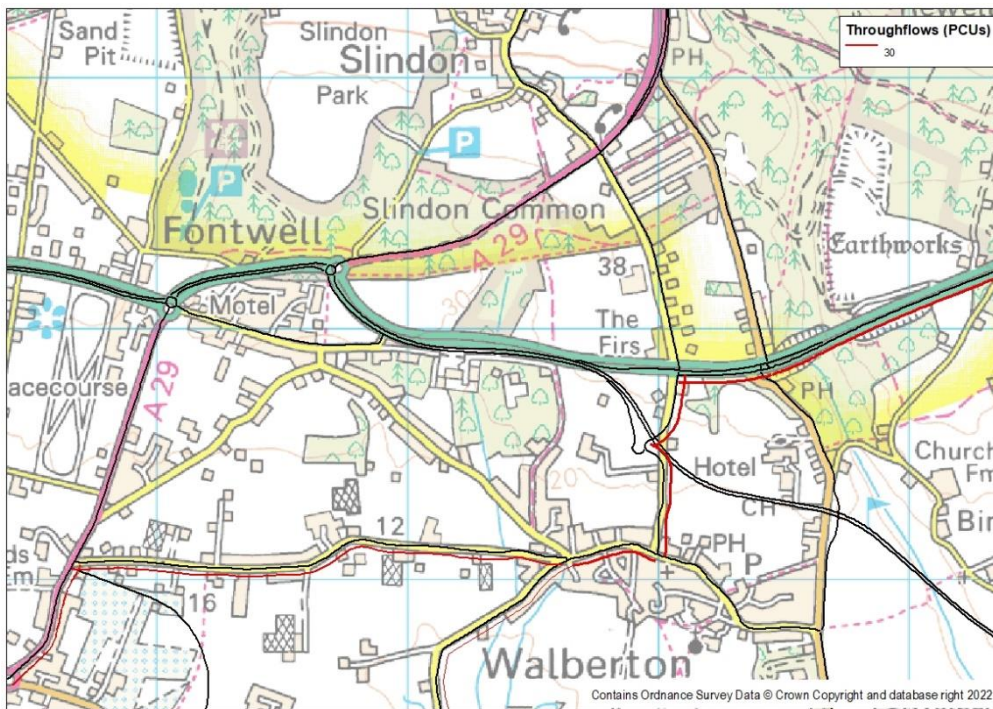 Throughflows (PCUs)
30
Sand
Pit
Slindon
Slindon
Park
PH
P
P
Fontwell
Slindon Common
A 29
Earthworks
38
30
Motel
The
Firs
acecourse
A 29
PH
20
Hotel
Church
Fm
CH
Bin
12
PH
P
16
Walberton
Contains Ordnance Survey Data © Crown Copyright and database right 2022